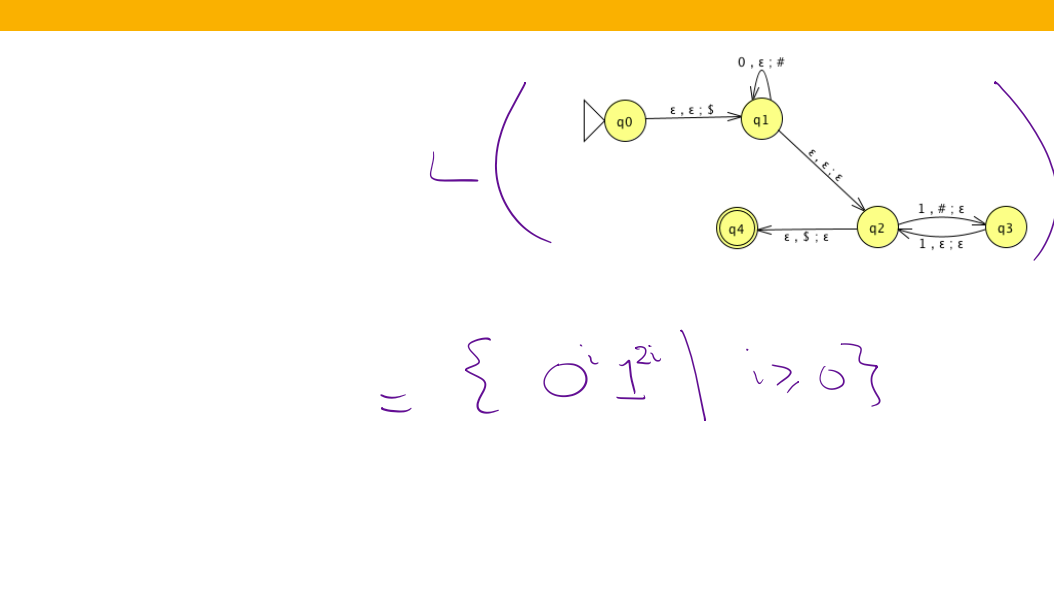 0 , ε ; #
ε , ε ; $
q0
q1
ε , ε ; ε
L (
)
1 , # ; ε
q4
q2
q3
ε , $ ; ε
1 , ε ; ε
= { 0^i 1^{2i} | i ≥ 0 }